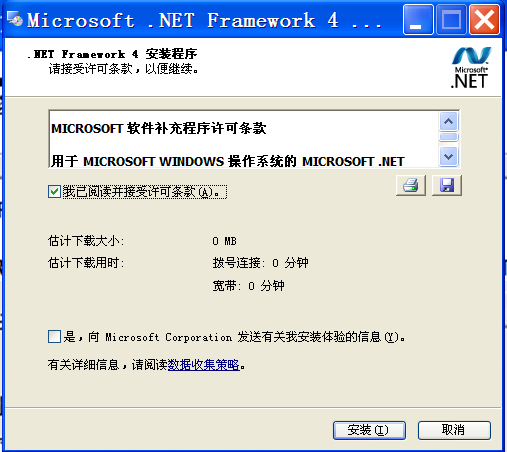 Microsoft .NET Framework 4 ...
.NET Framework 4 安装程序
请接受许可条款，以便继续。
Microsoft®
.NET
MICROSOFT 软件补充程序许可条款
用于 MICROSOFT WINDOWS 操作系统的 MICROSOFT .NET
我已阅读并接受许可条款(A)。
估计下载大小: 0 MB
估计下载用时: 拨号连接: 0 分钟
宽带: 0 分钟
是，向 Microsoft Corporation 发送有关我安装体验的信息(Y)。
有关详细信息，请阅读数据收集策略。
安装(I) 取消